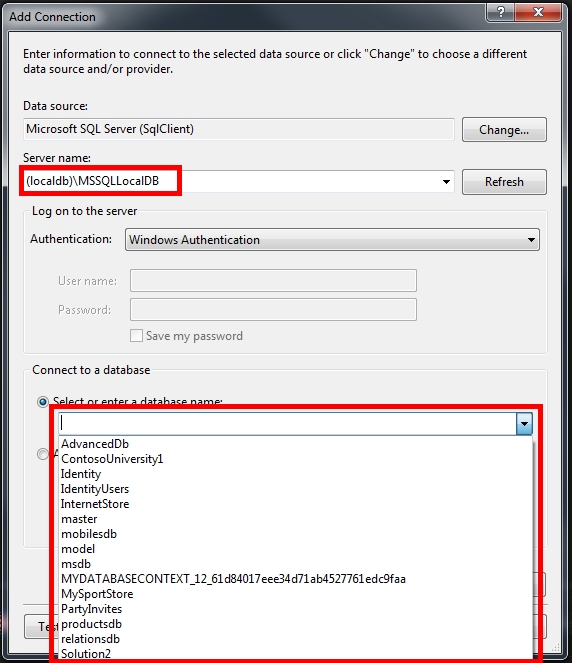 Add Connection
Enter information to connect to the selected data source or click "Change" to choose a different
data source and/or provider.
Data source:
Microsoft SQL Server (SqlClient)
Change...
Server name:
(localdb)\MSSQLLocalDB
Refresh
Log on to the server
Authentication:
Windows Authentication
User name:
Password:
Save my password
Connect to a database
Select or enter a database name:
AdvancedDb
ContosoUniversity1
Identity
IdentityUsers
InternetStore
master
mobilesdb
model
msdb
MYDATABASECONTEXT_12_61d84017eee34d71ab4527761edc9faa
MySportStore
PartyInvites
productsdb
relationsdb
Solution2